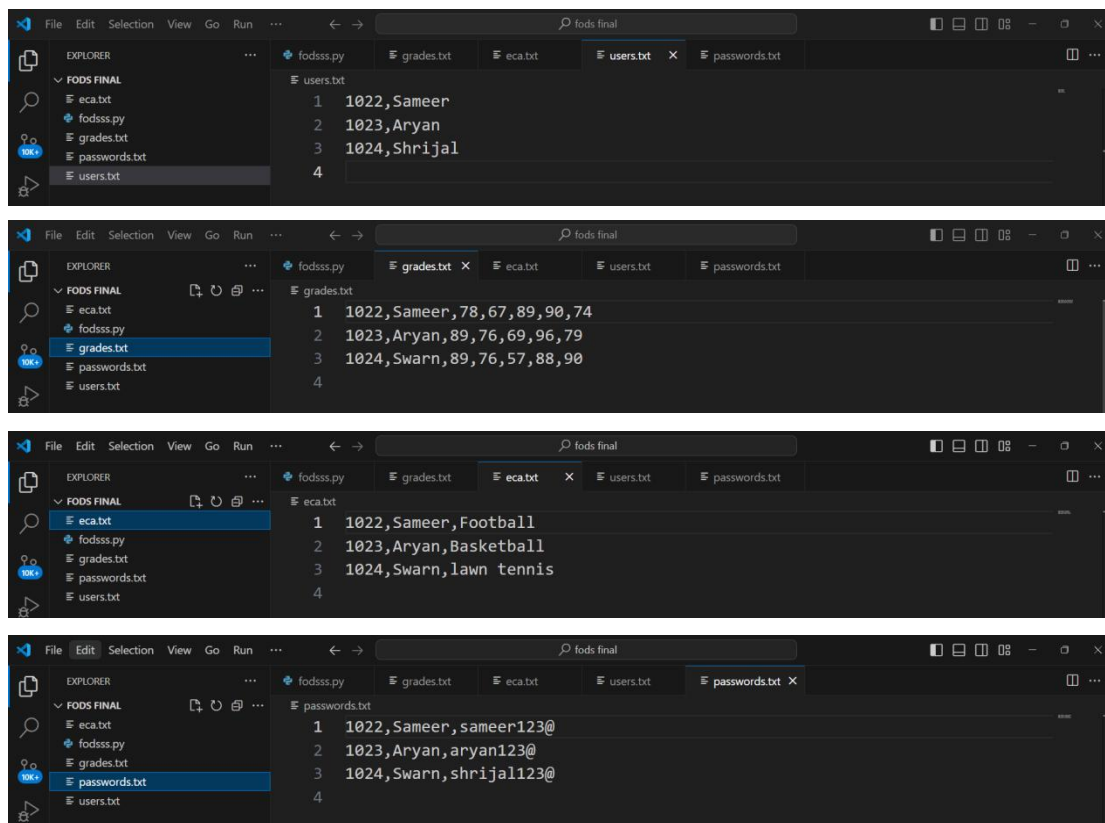 File Edit Selection View Go Run ··· ← → fods final
EXPLORER ···
FODS FINAL
eca.txt
fodsss.py
grades.txt
passwords.txt
users.txt
10K+
fodsss.py grades.txt eca.txt users.txt × passwords.txt ···
users.txt
1 1022,Sameer
2 1023,Aryan
3 1024,Shrijal
4
File Edit Selection View Go Run ··· ← → fods final
EXPLORER ···
FODS FINAL ···
eca.txt
fodsss.py
grades.txt
passwords.txt
users.txt
10K+
fodsss.py grades.txt × eca.txt users.txt passwords.txt ···
grades.txt
1 1022,Sameer,78,67,89,90,74
2 1023,Aryan,89,76,69,96,79
3 1024,Swarn,89,76,57,88,90
4
File Edit Selection View Go Run ··· ← → fods final
EXPLORER ···
FODS FINAL ···
eca.txt
fodsss.py
grades.txt
passwords.txt
users.txt
10K+
fodsss.py grades.txt eca.txt × users.txt passwords.txt ···
eca.txt
1 1022,Sameer,Football
2 1023,Aryan,Basketball
3 1024,Swarn,lawn tennis
4
File Edit Selection View Go Run ··· ← → fods final
EXPLORER ···
FODS FINAL
eca.txt
fodsss.py
grades.txt
passwords.txt
users.txt
10K+
fodsss.py grades.txt eca.txt users.txt passwords.txt × ···
passwords.txt
1 1022,Sameer,sameer123@
2 1023,Aryan,aryan123@
3 1024,Swarn,shrijal123@
4